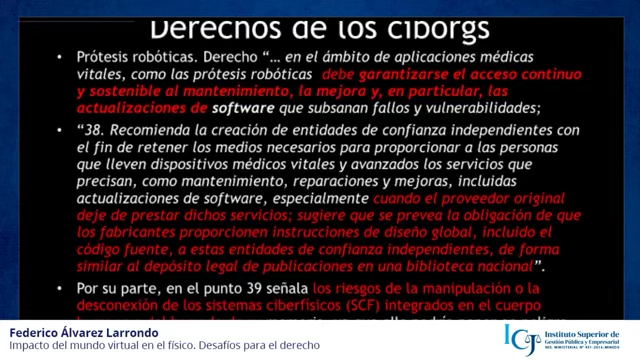 Derechos de los ciborgs
• Prótesis robóticas. Derecho “… en el ámbito de aplicaciones médicas
vitales, como las prótesis robóticas debe garantizarse el acceso continuo
y sostenible al mantenimiento, la mejora y, en particular, las
actualizaciones de software que subsanan fallos y vulnerabilidades;
• “38. Recomienda la creación de entidades de confianza independientes con
el fin de retener los medios necesarios para proporcionar a las personas
que lleven dispositivos médicos vitales y avanzados los servicios que
precisan, como mantenimiento, reparaciones y mejoras, incluidas
actualizaciones de software, especialmente cuando el proveedor original
deje de prestar dichos servicios; sugiere que se prevea la obligación de que
los fabricantes proporcionen instrucciones de diseño global, incluido el
código fuente, a estas entidades de confianza independientes, de forma
similar al depósito legal de publicaciones en una biblioteca nacional”.
• Por su parte, en el punto 39 señala los riesgos de la manipulación o la
desconexión de los sistemas ciberfísicos (SCF) integrados en el cuerpo
Federico Álvarez Larrondo
Impacto del mundo virtual en el físico. Desafíos para el derecho
ICJ
Instituto Superior de
Gestión Pública y Empresarial